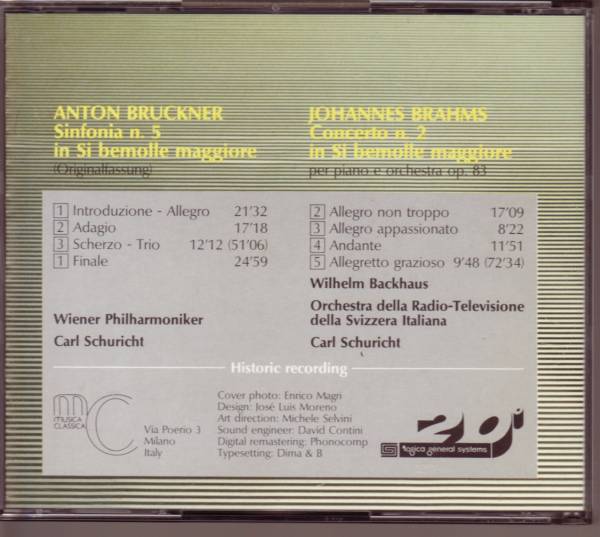 ANTON BRUCKNER
Sinfonia n. 5
in Si bemolle maggiore
(Originalfassung)
1 Introduzione - Allegro 21'32
2 Adagio 17'18
3 Scherzo - Trio 12'12 (51'06)
1 Finale 24'59
Wiener Philharmoniker
Carl Schuricht
JOHANNES BRAHMS
Concerto n. 2
in Si bemolle maggiore
per piano e orchestra op. 83
2 Allegro non troppo 17'09
3 Allegro appassionato 8'22
4 Andante 11'51
5 Allegretto grazioso 9'48 (72'34)
Wilhelm Backhaus
Orchestra della Radio-Televisione
della Svizzera Italiana
Carl Schuricht
Historic recording
mC
MUSICA
CLASSICA
Via Poerio 3
Milano
Italy
Cover photo: Enrico Magri
Design: José Luis Moreno
Art direction: Michele Selvini
Sound engineer: David Contini
Digital remastering: Phonocomp
Typesetting: Dima & B
20
logica general systems